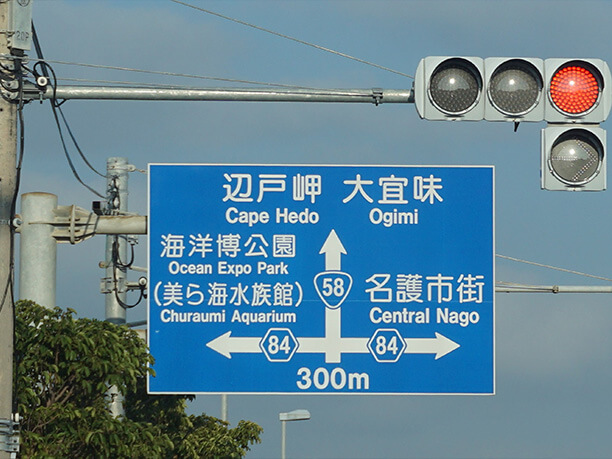 辺戸岬 大宜味
Cape Hedo Ogimi
海洋博公園
Ocean Expo Park
(美ら海水族館)
Churaumi Aquarium
58
名護市街
Central Nago
84 84
300m